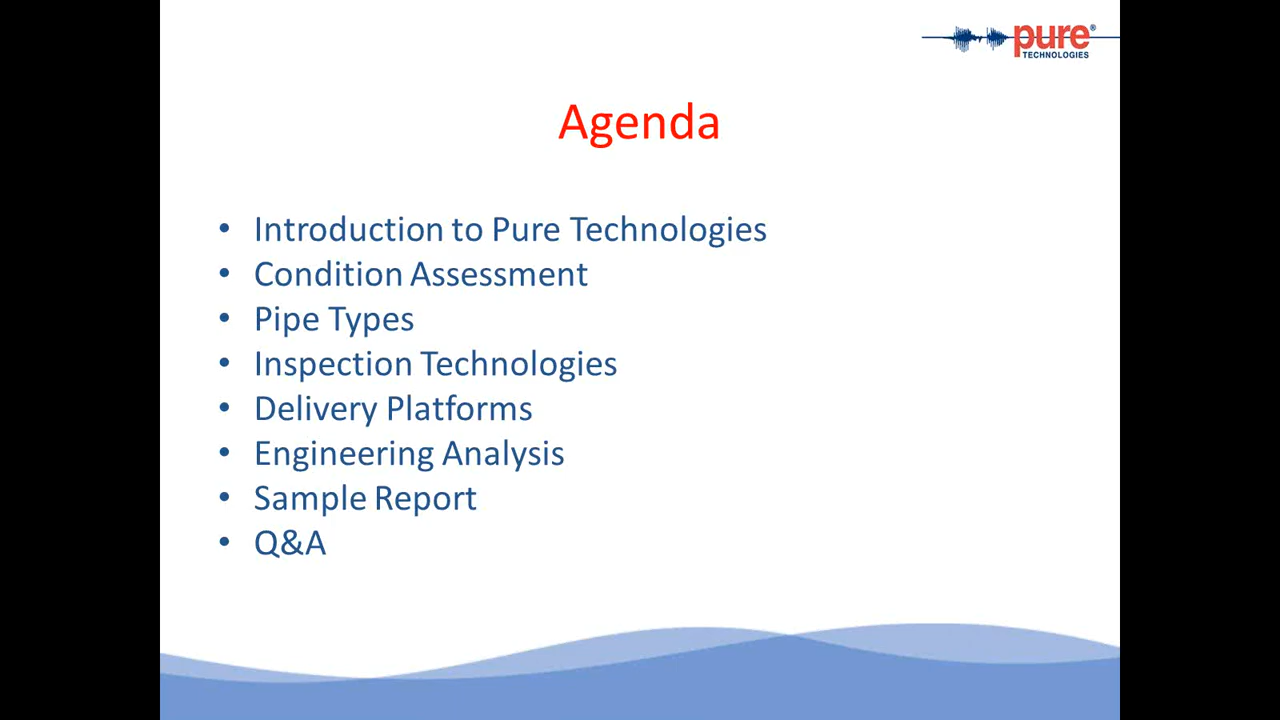 pure®
TECHNOLOGIES
Agenda
• Introduction to Pure Technologies
• Condition Assessment
• Pipe Types
• Inspection Technologies
• Delivery Platforms
• Engineering Analysis
• Sample Report
• Q&A